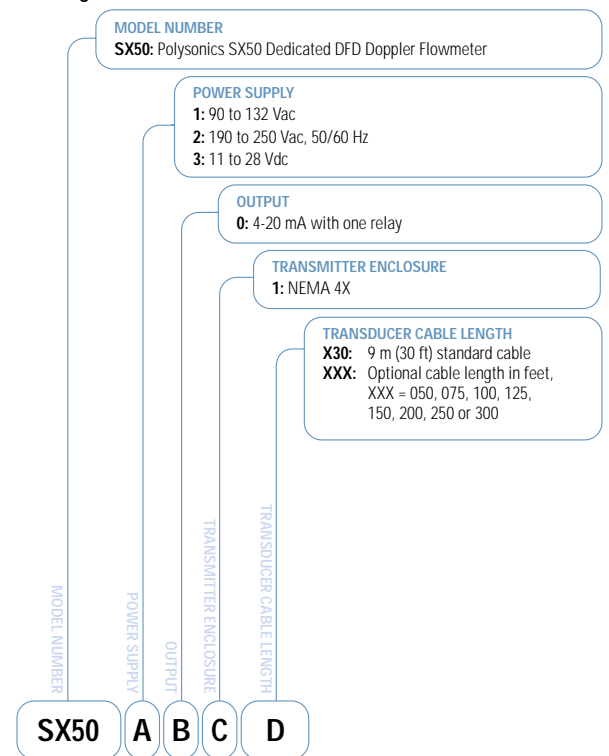 MODEL NUMBER
SX50: Polysonics SX50 Dedicated DFD Doppler Flowmeter
POWER SUPPLY
1: 90 to 132 Vac
2: 190 to 250 Vac, 50/60 Hz
3: 11 to 28 Vdc
OUTPUT
0: 4-20 mA with one relay
TRANSMITTER ENCLOSURE
1: NEMA 4X
TRANSDUCER CABLE LENGTH
X30: 9 m (30 ft) standard cable
XXX: Optional cable length in feet,
XXX = 050, 075, 100, 125,
150, 200, 250 or 300
MODEL NUMBER
POWER SUPPLY
OUTPUT
TRANSMITTER ENCLOSURE
TRANSDUCER CABLE LENGTH
SX50 A B C D